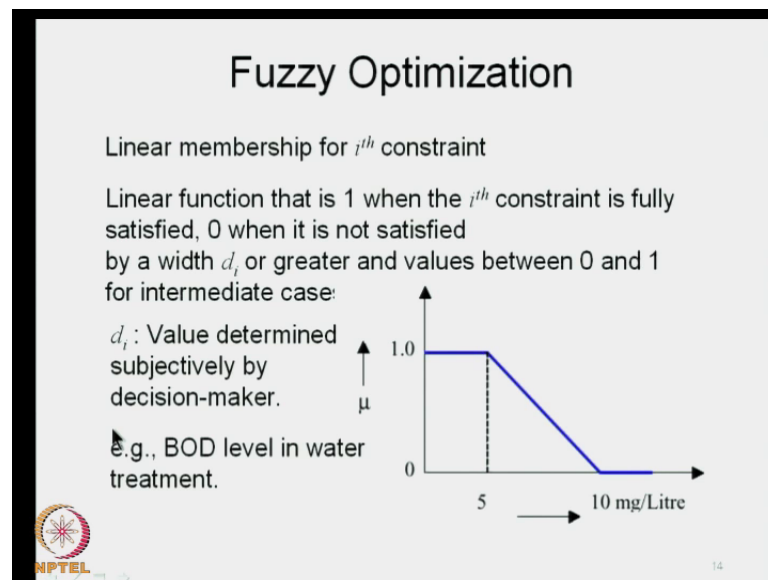 Fuzzy Optimization
Linear membership for iᵗʰ constraint
Linear function that is 1 when the iᵗʰ constraint is fully
satisfied, 0 when it is not satisfied
by a width dᵢ or greater and values between 0 and 1
for intermediate cases
dᵢ : Value determined
subjectively by
decision-maker.
e.g., BOD level in water
treatment.
1.0
μ
0
5
10 mg/Litre
NPTEL
14